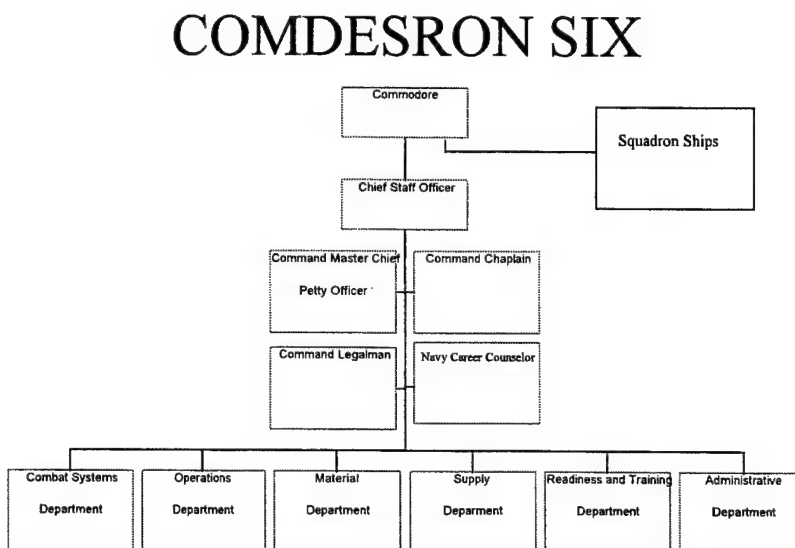 COMDESRON SIX
Commodore
Squadron Ships
Chief Staff Officer
Command Master Chief
Petty Officer
Command Chaplain
Command Legalman
Navy Career Counselor
Combat Systems
Department
Operations
Department
Material
Department
Supply
Deparment
Readiness and Training
Department
Administrative
Department